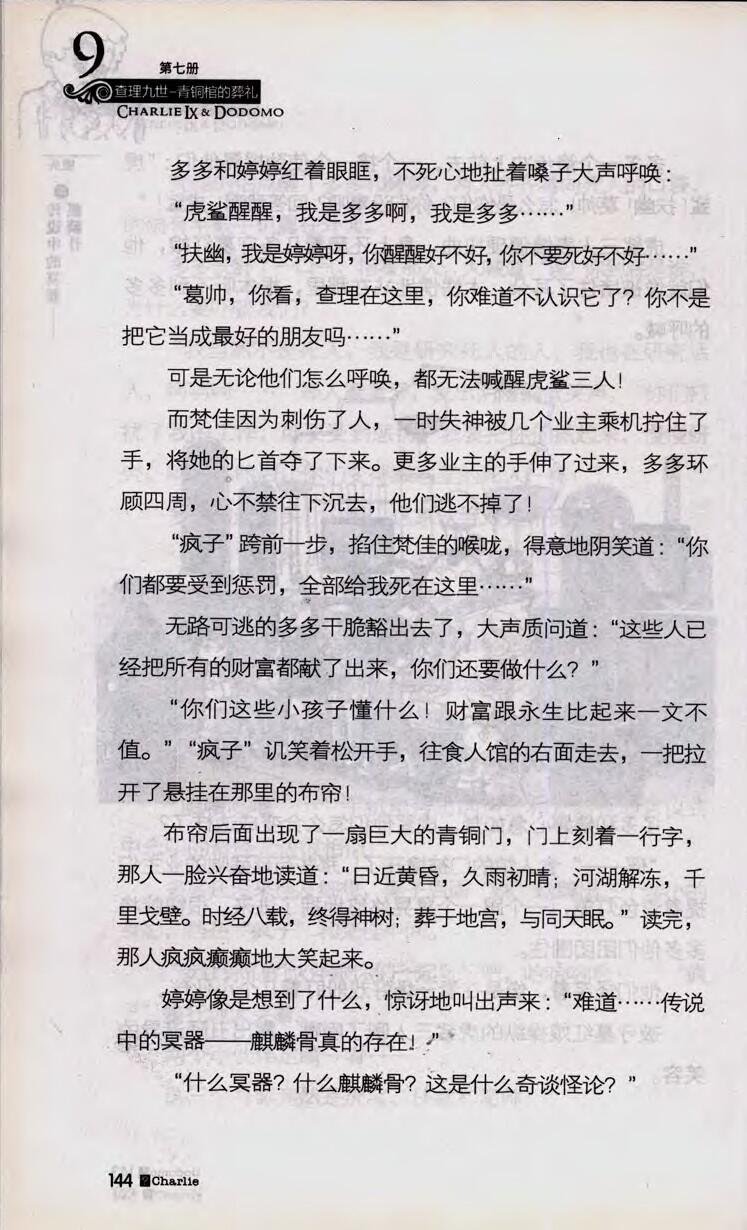 9
第七册
查理九世-青铜棺的葬礼
CHARLIE IX & DODOMO
多多和婷婷红着眼眶，不死心地扯着嗓子大声呼唤：
“虎鲨醒醒，我是多多啊，我是多多……”
“扶幽，我是婷婷呀，你醒醒好不好，你不要死好不好……”
“葛帅，你看，查理在这里，你难道不认识它了？你不是
把它当成最好的朋友吗……”
可是无论他们怎么呼唤，都无法喊醒虎鲨三人！
而梵佳因为刺伤了人，一时失神被几个业主乘机拧住了
手，将她的匕首夺了下来。更多业主的手伸了过来，多多环
顾四周，心不禁往下沉去，他们逃不掉了！
“疯子”跨前一步，掐住梵佳的喉咙，得意地阴笑道：“你
们都要受到惩罚，全部给我死在这里……”
无路可逃的多多干脆豁出去了，大声质问道：“这些人已
经把所有的财富都献了出来，你们还要做什么？”
“你们这些小孩子懂什么！财富跟永生比起来一文不
值。”“疯子”讥笑着松开手，往食人馆的右面走去，一把拉
开了悬挂在那里的布帘！
布帘后面出现了一扇巨大的青铜门，门上刻着一行字，
那人一脸兴奋地读道：“日近黄昏，久雨初晴；河湖解冻，千
里戈壁。时经八载，终得神树；葬于地宫，与同天眠。”读完，
那人疯疯癫癫地大笑起来。
婷婷像是想到了什么，惊讶地叫出声来：“难道……传说
中的冥器——麒麟骨真的存在！”
“什么冥器？什么麒麟骨？这是什么奇谈怪论？”
144 Charlie